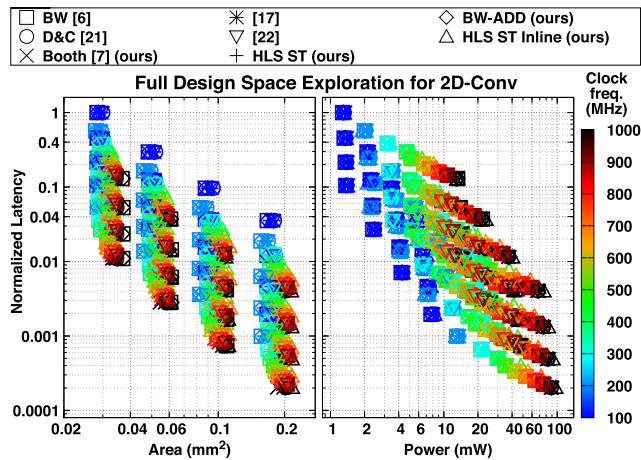 BW [6] [17] BW-ADD (ours)
D&C [21] [22] HLS ST Inline (ours)
Booth [7] (ours) HLS ST (ours)
Full Design Space Exploration for 2D-Conv
Clock
freq.
(MHz)
Normalized Latency
1
0.4
0.1
0.04
0.01
0.001
0.0001
0.02 0.04 0.06 0.1 0.2
Area (mm²)
1 2 4 6 10 20 40 60 100
Power (mW)
1000
900
800
700
600
500
400
300
200
100